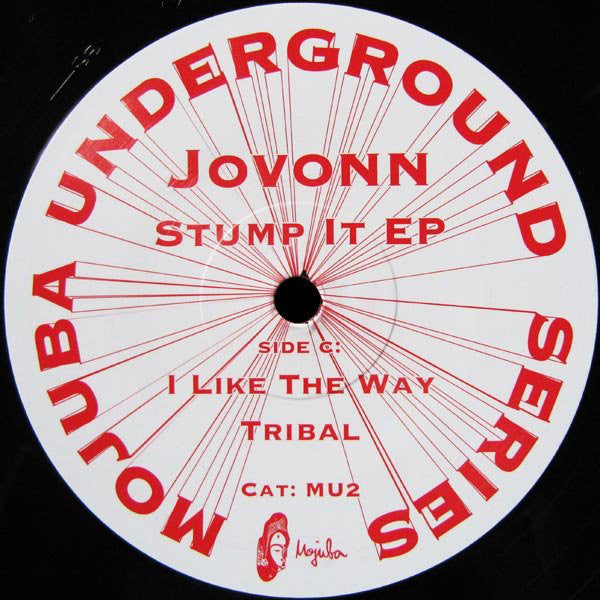 MOJUBA UNDERGROUND SERIES
JOVONN
STUMP IT EP
SIDE C:
I LIKE THE WAY
TRIBAL
CAT: MU2
Mojuba